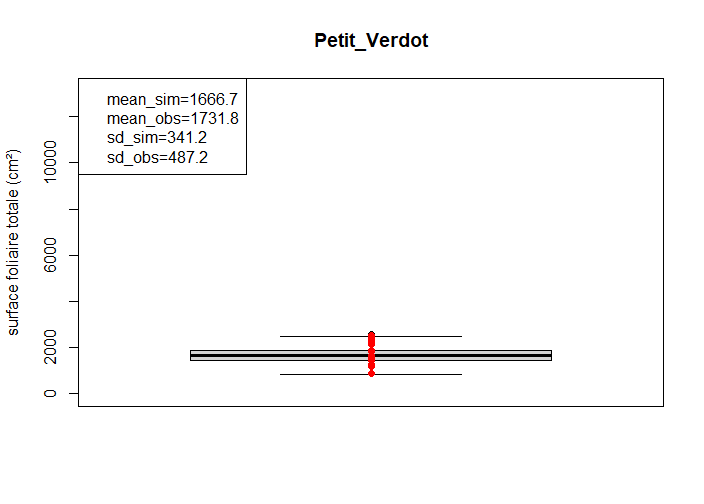 Petit_Verdot
mean_sim=1666.7
mean_obs=1731.8
sd_sim=341.2
sd_obs=487.2
surface foliaire totale (cm²)
10000
6000
2000
0